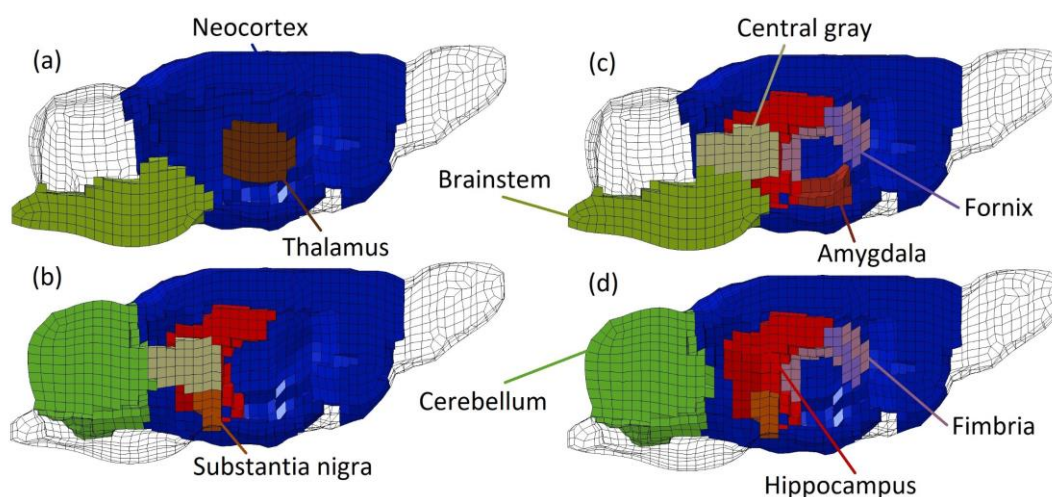 Neocortex
Central gray
(a)
(c)
Brainstem
Fornix
Thalamus
Amygdala
(b)
(d)
Cerebellum
Fimbria
Substantia nigra
Hippocampus